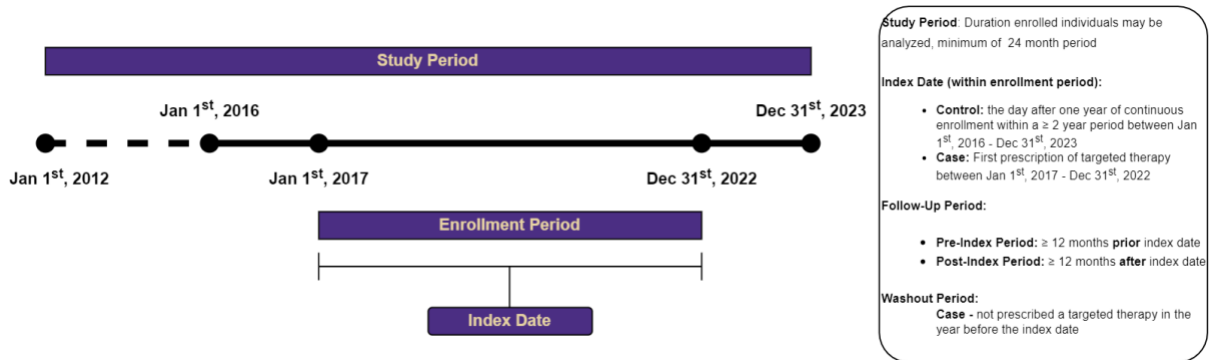 Study Period
Jan 1st, 2016
Dec 31st, 2023
Jan 1st, 2012
Jan 1st, 2017
Dec 31st, 2022
Enrollment Period
Index Date
Study Period: Duration enrolled individuals may be
analyzed, minimum of 24 month period
Index Date (within enrollment period):
• Control: the day after one year of continuous
enrollment within a ≥ 2 year period between Jan
1st, 2016 - Dec 31st, 2023
• Case: First prescription of targeted therapy
between Jan 1st, 2017 - Dec 31st, 2022
Follow-Up Period:
• Pre-Index Period: ≥ 12 months prior index date
• Post-Index Period: ≥ 12 months after index date
Washout Period:
Case - not prescribed a targeted therapy in the
year before the index date